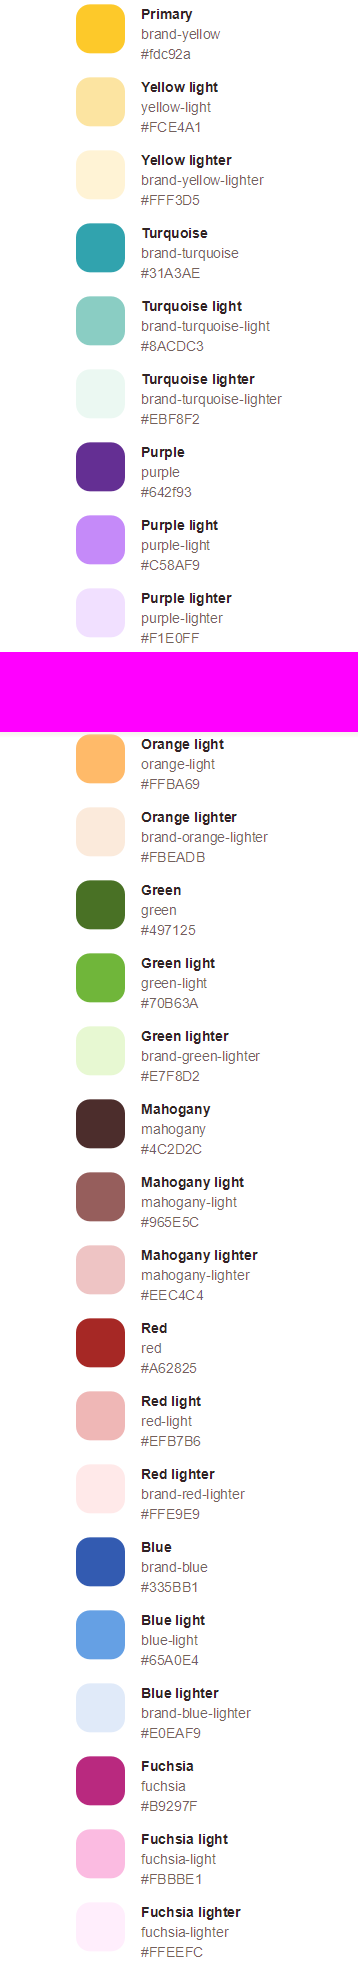 Primary
brand-yellow
#fdc92a
Yellow light
yellow-light
#FCE4A1
Yellow lighter
brand-yellow-lighter
#FFF3D5
Turquoise
brand-turquoise
#31A3AE
Turquoise light
brand-turquoise-light
#8ACDC3
Turquoise lighter
brand-turquoise-lighter
#EBF8F2
Purple
purple
#642f93
Purple light
purple-light
#C58AF9
Purple lighter
purple-lighter
#F1E0FF
Orange light
orange-light
#FFBA69
Orange lighter
brand-orange-lighter
#FBEADB
Green
green
#497125
Green light
green-light
#70B63A
Green lighter
brand-green-lighter
#E7F8D2
Mahogany
mahogany
#4C2D2C
Mahogany light
mahogany-light
#965E5C
Mahogany lighter
mahogany-lighter
#EEC4C4
Red
red
#A62825
Red light
red-light
#EFB7B6
Red lighter
brand-red-lighter
#FFE9E9
Blue
brand-blue
#335BB1
Blue light
blue-light
#65A0E4
Blue lighter
brand-blue-lighter
#E0EAF9
Fuchsia
fuchsia
#B9297F
Fuchsia light
fuchsia-light
#FBBBE1
Fuchsia lighter
fuchsia-lighter
#FFEEFC